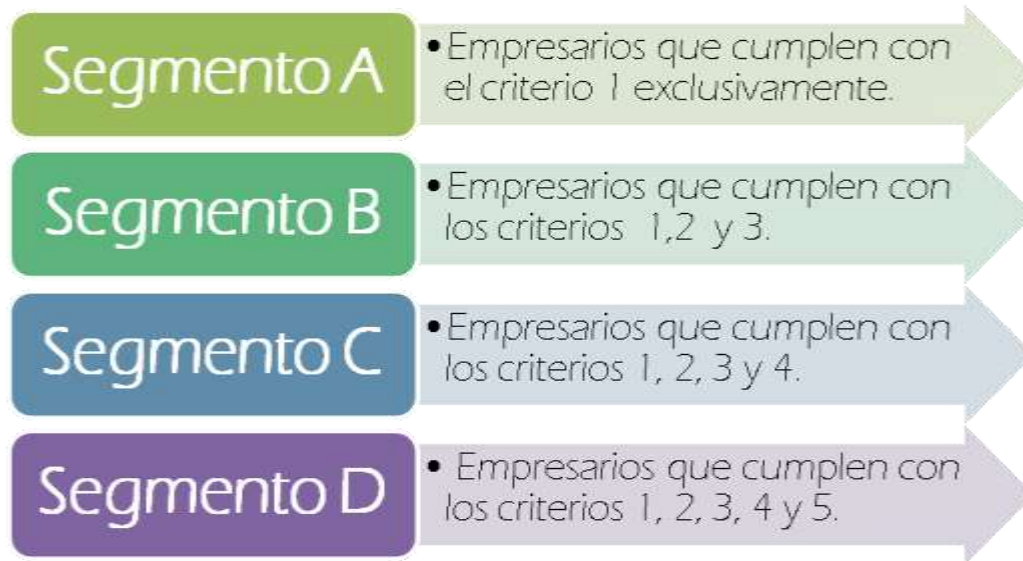 Segmento A
•Empresarios que cumplen con
el criterio 1 exclusivamente.
Segmento B
•Empresarios que cumplen con
los criterios 1,2 y 3.
Segmento C
•Empresarios que cumplen con
los criterios 1, 2, 3 y 4.
Segmento D
• Empresarios que cumplen con
los criterios 1, 2, 3, 4 y 5.